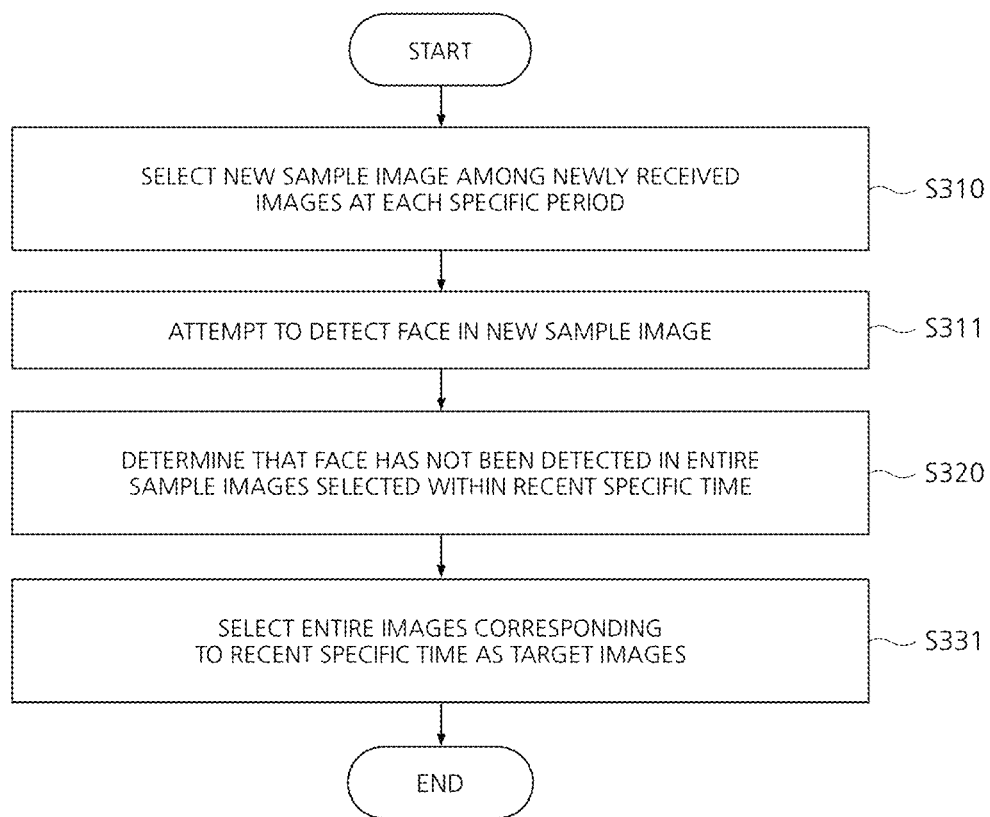 START
SELECT NEW SAMPLE IMAGE AMONG NEWLY RECEIVED
IMAGES AT EACH SPECIFIC PERIOD
S310
ATTEMPT TO DETECT FACE IN NEW SAMPLE IMAGE
S311
DETERMINE THAT FACE HAS NOT BEEN DETECTED IN ENTIRE
SAMPLE IMAGES SELECTED WITHIN RECENT SPECIFIC TIME
S320
SELECT ENTIRE IMAGES CORRESPONDING
TO RECENT SPECIFIC TIME AS TARGET IMAGES
S331
END